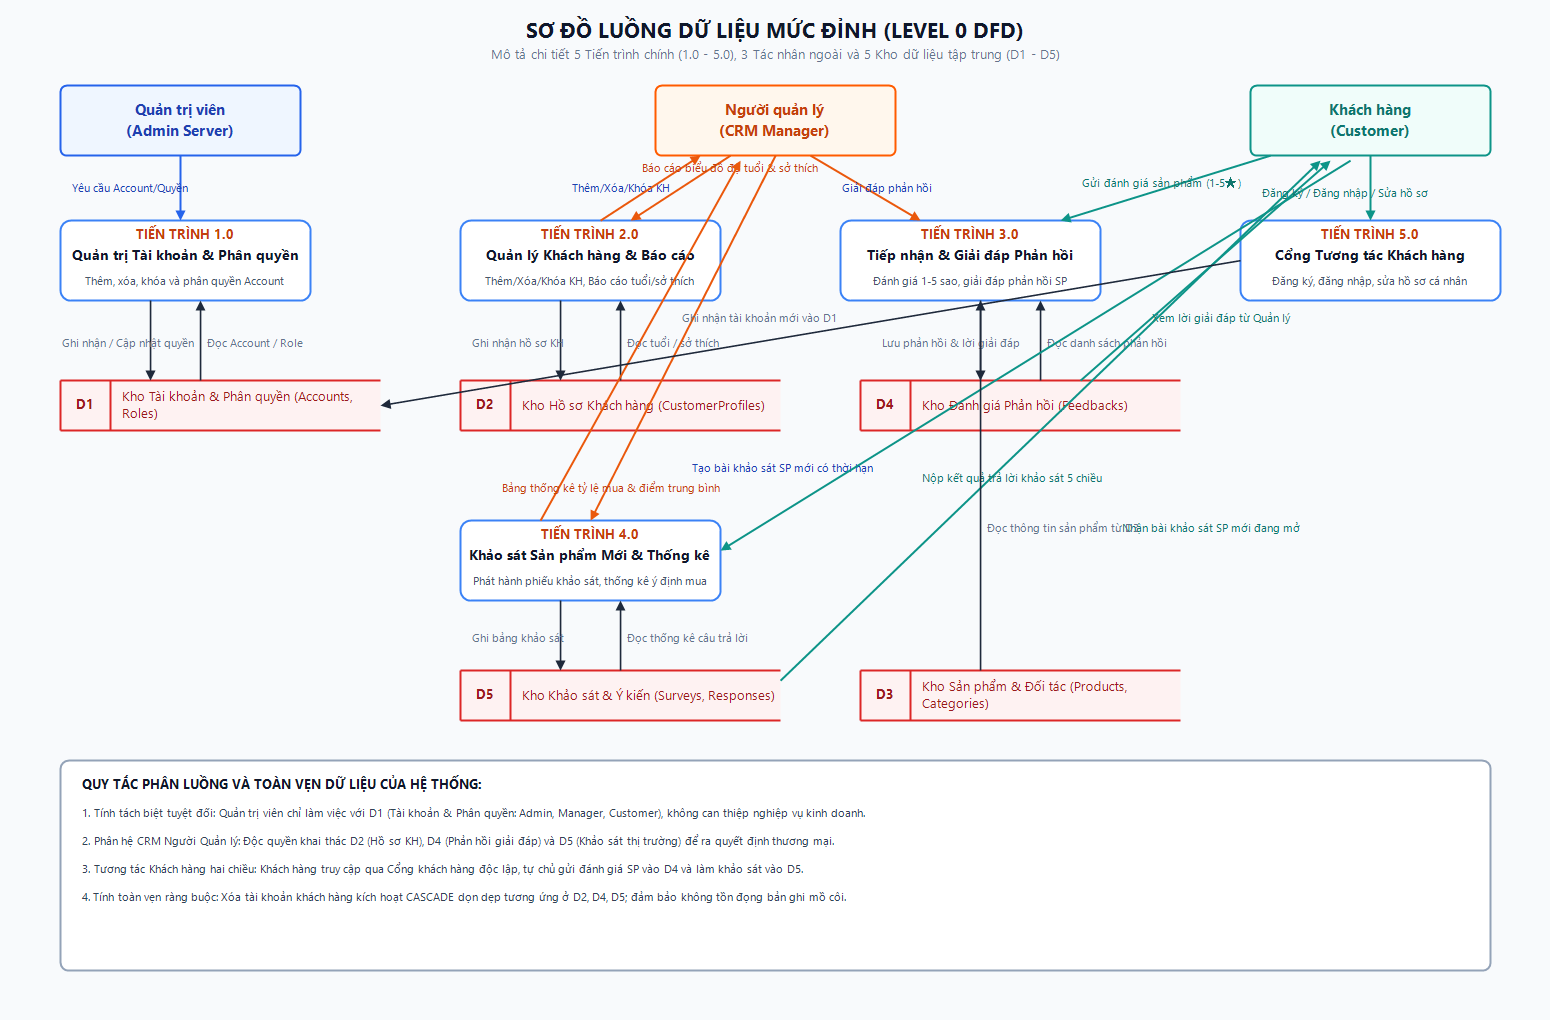 SƠ ĐỒ LUỒNG DỮ LIỆU MỨC ĐỈNH (LEVEL 0 DFD)
Mô tả chi tiết 5 Tiến trình chính (1.0 - 5.0), 3 Tác nhân ngoài và 5 Kho dữ liệu tập trung (D1 - D5)
Quản trị viên
(Admin Server)
Người quản lý
(CRM Manager)
Khách hàng
(Customer)
Báo cáo biểu đồ độ tuổi & sở thích
Yêu cầu Account/Quyền
Thêm/Xóa/Khóa KH
Giải đáp phản hồi
Gửi đánh giá sản phẩm (1-5★)
Đăng ký / Đăng nhập / Sửa hồ sơ
TIẾN TRÌNH 1.0
Quản trị Tài khoản & Phân quyền
Thêm, xóa, khóa và phân quyền Account
TIẾN TRÌNH 2.0
Quản lý Khách hàng & Báo cáo
Thêm/Xóa/Khóa KH, Báo cáo tuổi/sở thích
TIẾN TRÌNH 3.0
Tiếp nhận & Giải đáp Phản hồi
Đánh giá 1-5 sao, giải đáp phản hồi SP
TIẾN TRÌNH 5.0
Cổng Tương tác Khách hàng
Đăng ký, đăng nhập, sửa hồ sơ cá nhân
Ghi nhận tài khoản mới vào D1
Xem lời giải đáp từ Quản lý
Ghi nhận / Cập nhật quyền
Đọc Account / Role
Ghi nhận hồ sơ KH
Đọc tuổi / sở thích
Lưu phản hồi & lời giải đáp
Đọc danh sách phản hồi
D1
Kho Tài khoản & Phân quyền (Accounts,
Roles)
D2
Kho Hồ sơ Khách hàng (CustomerProfiles)
D4
Kho Đánh giá Phản hồi (Feedbacks)
Tạo bài khảo sát SP mới có thời hạn
Nộp kết quả trả lời khảo sát 5 chiều
Bảng thống kê tỷ lệ mua & điểm trung bình
Đọc thông tin sản phẩm từ D3
Nhận bài khảo sát SP mới đang mở
TIẾN TRÌNH 4.0
Khảo sát Sản phẩm Mới & Thống kê
Phát hành phiếu khảo sát, thống kê ý định mua
Ghi bảng khảo sát
Đọc thống kê câu trả lời
D5
Kho Khảo sát & Ý kiến (Surveys, Responses)
D3
Kho Sản phẩm & Đối tác (Products,
Categories)
QUY TẮC PHÂN LUỒNG VÀ TOÀN VẸN DỮ LIỆU CỦA HỆ THỐNG:
1. Tính tách biệt tuyệt đối: Quản trị viên chỉ làm việc với D1 (Tài khoản & Phân quyền: Admin, Manager, Customer), không can thiệp nghiệp vụ kinh doanh.
2. Phân hệ CRM Người Quản lý: Độc quyền khai thác D2 (Hồ sơ KH), D4 (Phản hồi giải đáp) và D5 (Khảo sát thị trường) để ra quyết định thương mại.
3. Tương tác Khách hàng hai chiều: Khách hàng truy cập qua Cổng khách hàng độc lập, tự chủ gửi đánh giá SP vào D4 và làm khảo sát vào D5.
4. Tính toàn vẹn ràng buộc: Xóa tài khoản khách hàng kích hoạt CASCADE dọn dẹp tương ứng ở D2, D4, D5; đảm bảo không tồn đọng bản ghi mồ côi.